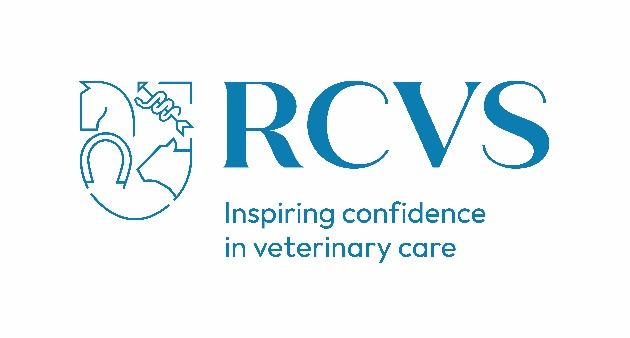 RCVS
Inspiring confidence
in veterinary care